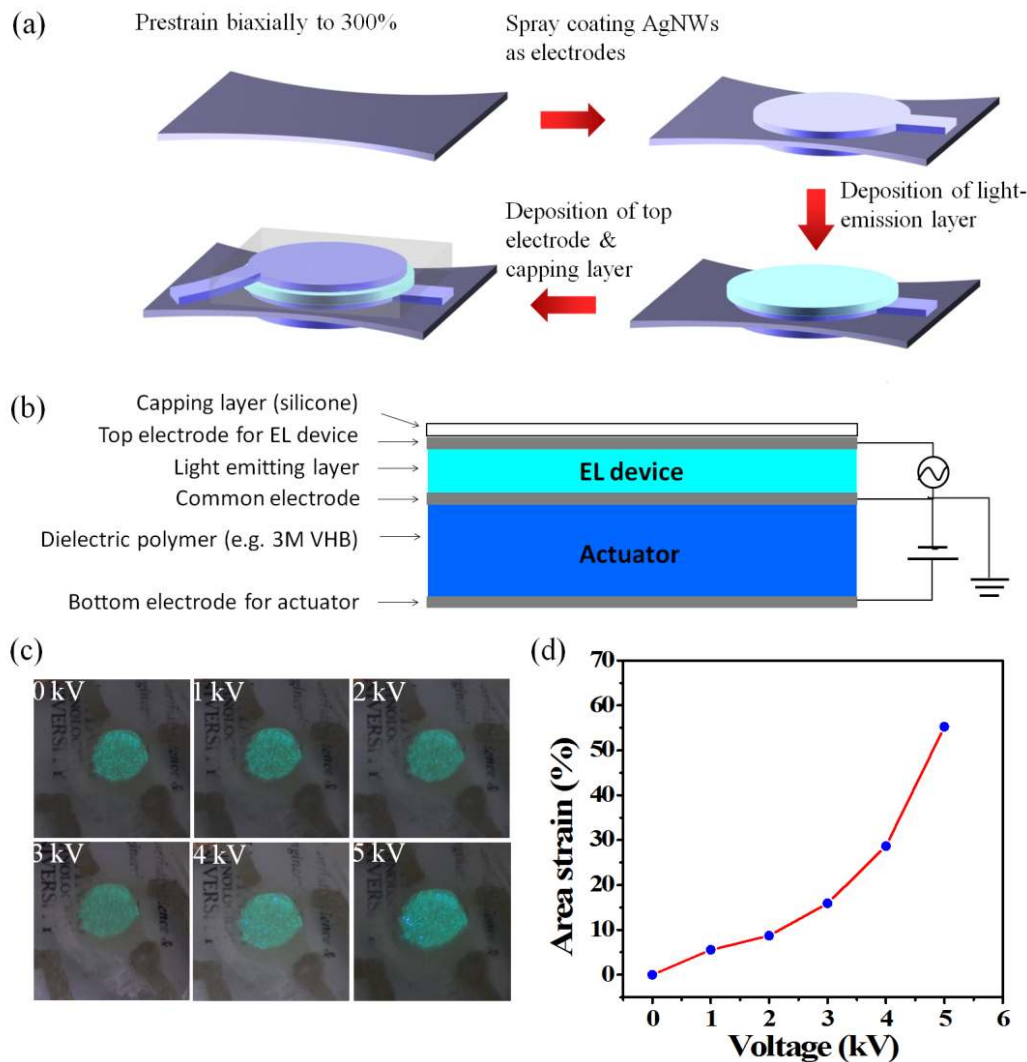 (a)
Prestrain biaxially to 300%
Spray coating AgNWs
as electrodes
Deposition of light-
emission layer
Deposition of top
electrode &
capping layer
(b)
Capping layer (silicone)
Top electrode for EL device
Light emitting layer
Common electrode
Dielectric polymer (e.g. 3M VHB)
Bottom electrode for actuator
EL device
Actuator
(c)
0 kV
1 kV
2 kV
3 kV
4 kV
5 kV
(d)
Area strain (%)
70
60
50
40
30
20
10
0
0 1 2 3 4 5 6
Voltage (kV)